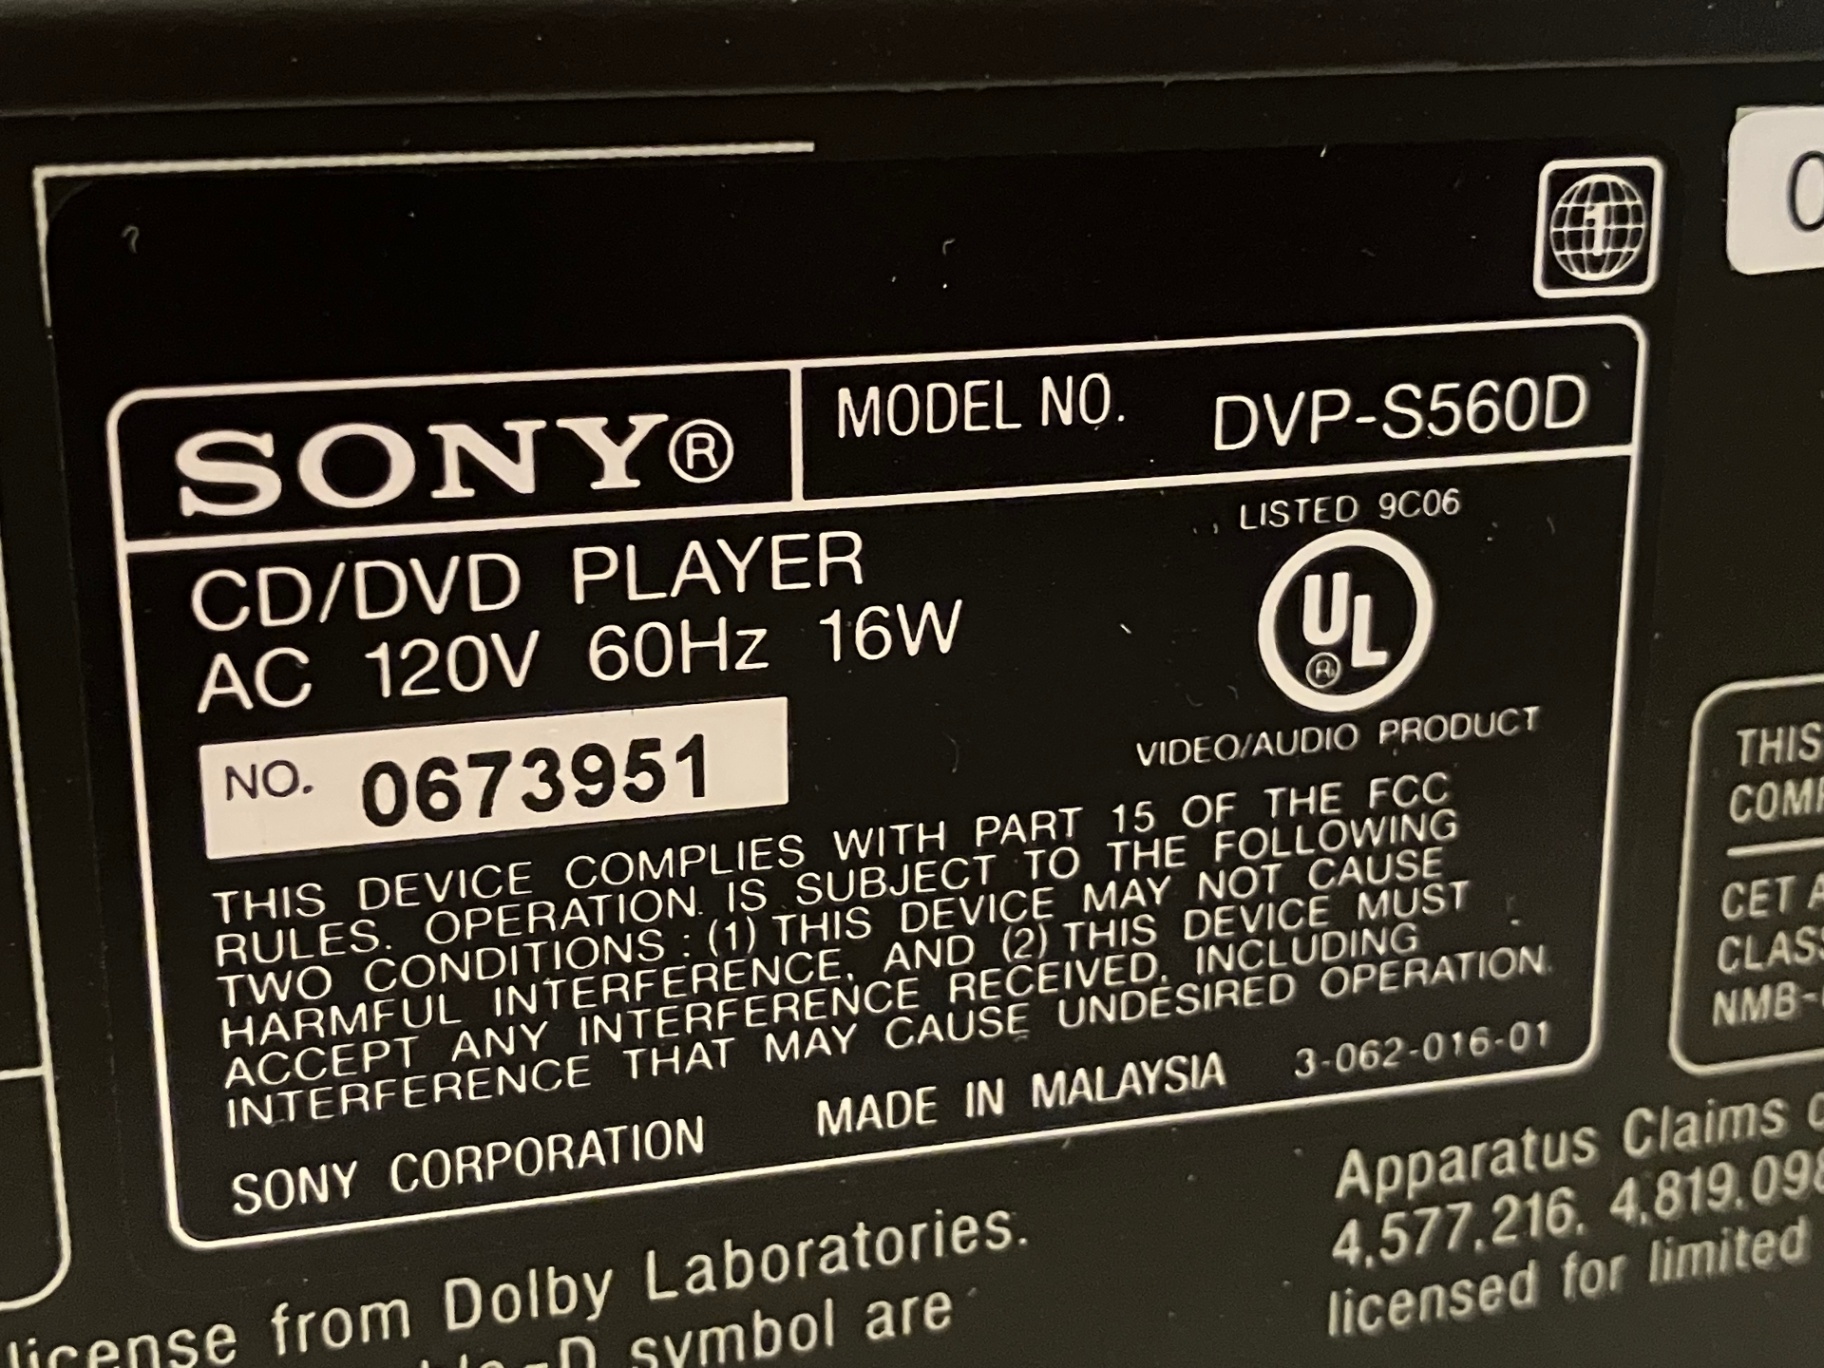 1
0
SONY®
MODEL NO. DVP-S560D
CD/DVD PLAYER
AC 120V 60Hz 16W
LISTED 9C06
UL®
VIDEO/AUDIO PRODUCT
NO. 0673951
THIS DEVICE COMPLIES WITH PART 15 OF THE FCC
RULES. OPERATION IS SUBJECT TO THE FOLLOWING
TWO CONDITIONS : (1) THIS DEVICE MAY NOT CAUSE
HARMFUL INTERFERENCE, AND (2) THIS DEVICE MUST
ACCEPT ANY INTERFERENCE RECEIVED, INCLUDING
INTERFERENCE THAT MAY CAUSE UNDESIRED OPERATION.
SONY CORPORATION MADE IN MALAYSIA 3-062-016-01
THIS
COMP
CET A
CLASS
NMB-
license from Dolby Laboratories.
-D symbol are
Apparatus Claims
4,577,216, 4,819,098
licensed for limited